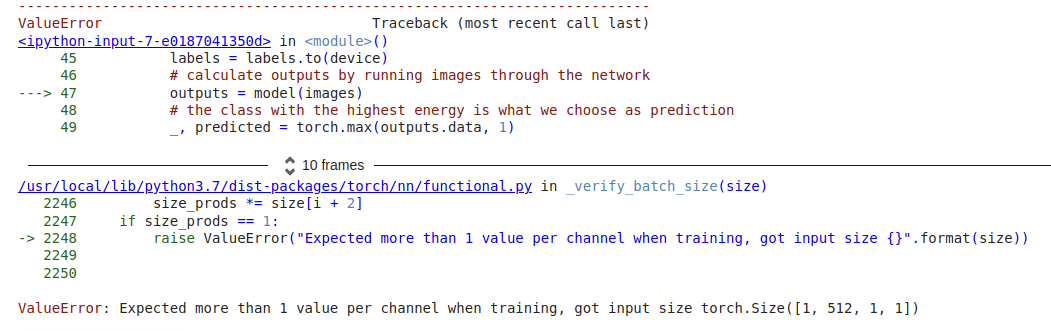 ---------------------------------------------------------------------------
ValueError                                Traceback (most recent call last)
<ipython-input-7-e0187041350d> in <module>()
     45           labels = labels.to(device)
     46           # calculate outputs by running images through the network
---> 47           outputs = model(images)
     48           # the class with the highest energy is what we choose as prediction
     49           _, predicted = torch.max(outputs.data, 1)
10 frames
/usr/local/lib/python3.7/dist-packages/torch/nn/functional.py in _verify_batch_size(size)
   2246         size_prods *= size[i + 2]
   2247     if size_prods == 1:
-> 2248         raise ValueError("Expected more than 1 value per channel when training, got input size {}".format(size))
   2249
   2250
ValueError: Expected more than 1 value per channel when training, got input size torch.Size([1, 512, 1, 1])